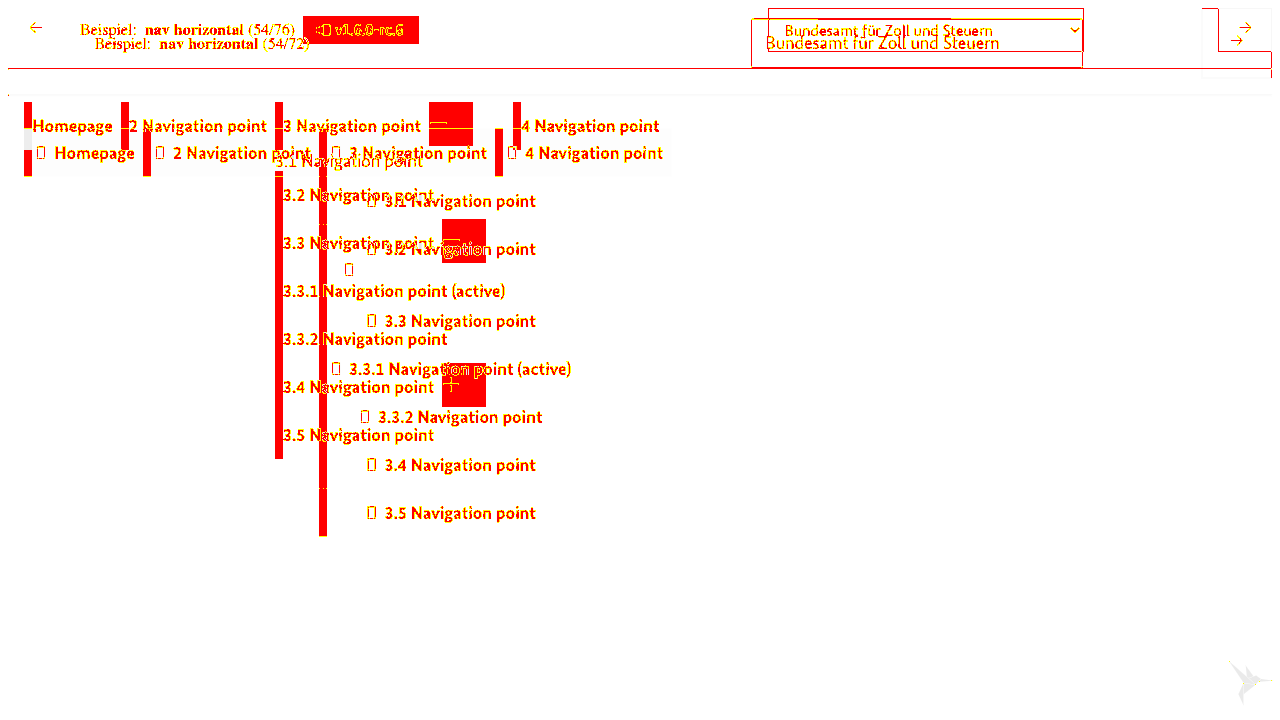 Beispiel: nav horizontal (54/76)
v1.6.0-rc.6
Beispiel: nav horizontal (54/72)
Bundesamt für Zoll und Steuern
Bundesamt für Zoll und Steuern
Homepage 2 Navigation point 3 Navigation point 4 Navigation point
Homepage 2 Navigation point 3 Navigation point 4 Navigation point
3.1 Navigation point
3.2 Navigation point
3.1 Navigation point
3.3 Navigation point
3.2 Navigation point
3.3.1 Navigation point (active)
3.3 Navigation point
3.3.2 Navigation point
3.3.1 Navigation point (active)
3.4 Navigation point
3.3.2 Navigation point
3.5 Navigation point
3.4 Navigation point
3.5 Navigation point